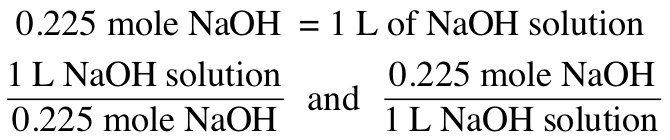 0.225 mole NaOH = 1 L of NaOH solution
1 L NaOH solution and 0.225 mole NaOH
0.225 mole NaOH 1 L NaOH solution